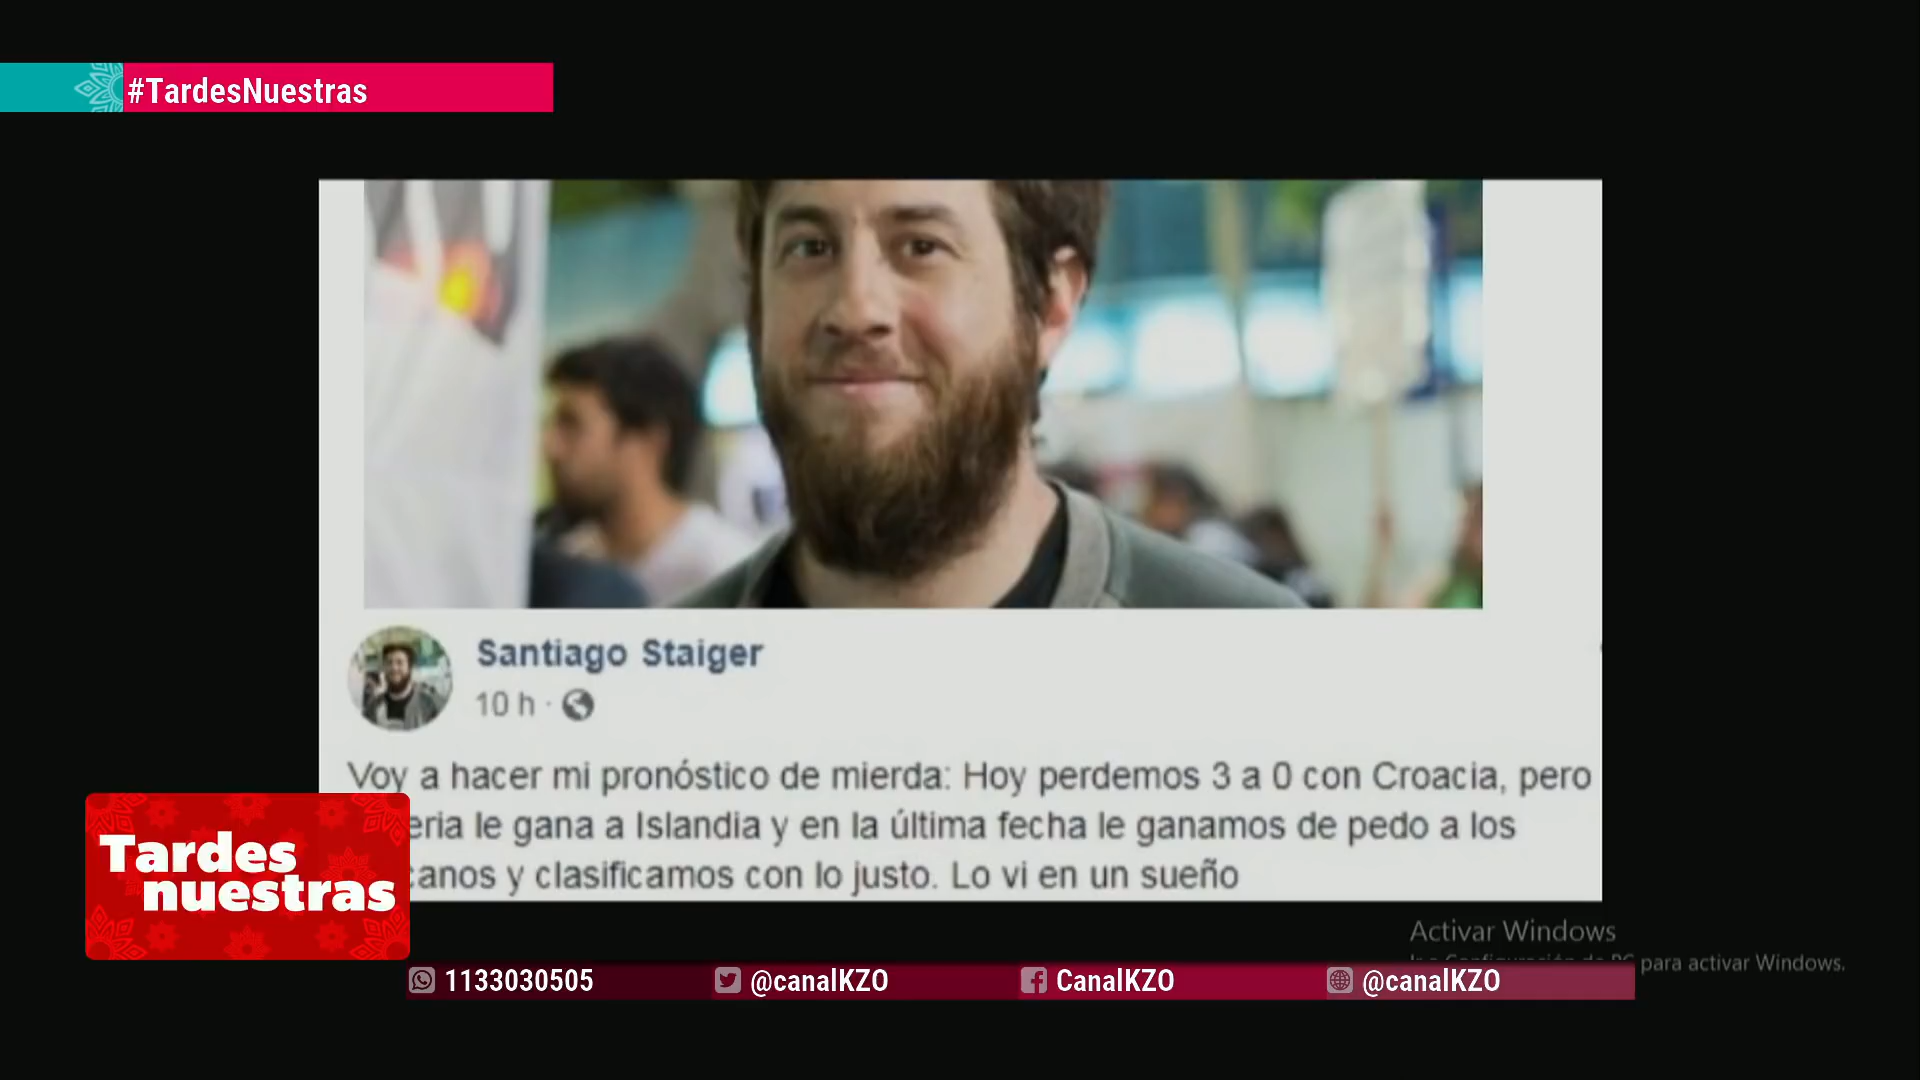 #TardesNuestras
Santiago Staiger
10 h ·
Voy a hacer mi pronóstico de mierda: Hoy perdemos 3 a 0 con Croacia, pero
eria le gana a Islandia y en la última fecha le ganamos de pedo a los
canos y clasificamos con lo justo. Lo vi en un sueño
Tardes
nuestras
Activar Windows
para activar Windows.
1133030505 @canalKZO CanalKZO @canalKZO